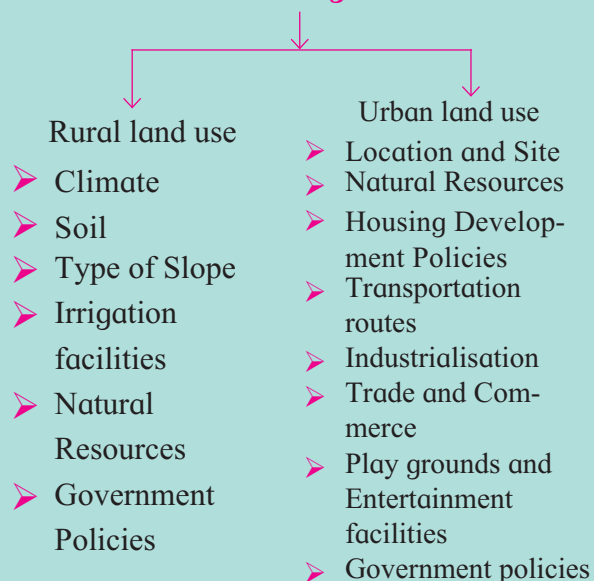 Rural land use
Climate
Soil
Type of Slope
Irrigation
facilities
Natural
Resources
Government
Policies
Urban land use
Location and Site
Natural Resources
Housing Develop-
ment Policies
Transportation
routes
Industrialisation
Trade and Com-
merce
Play grounds and
Entertainment
facilities
Government policies